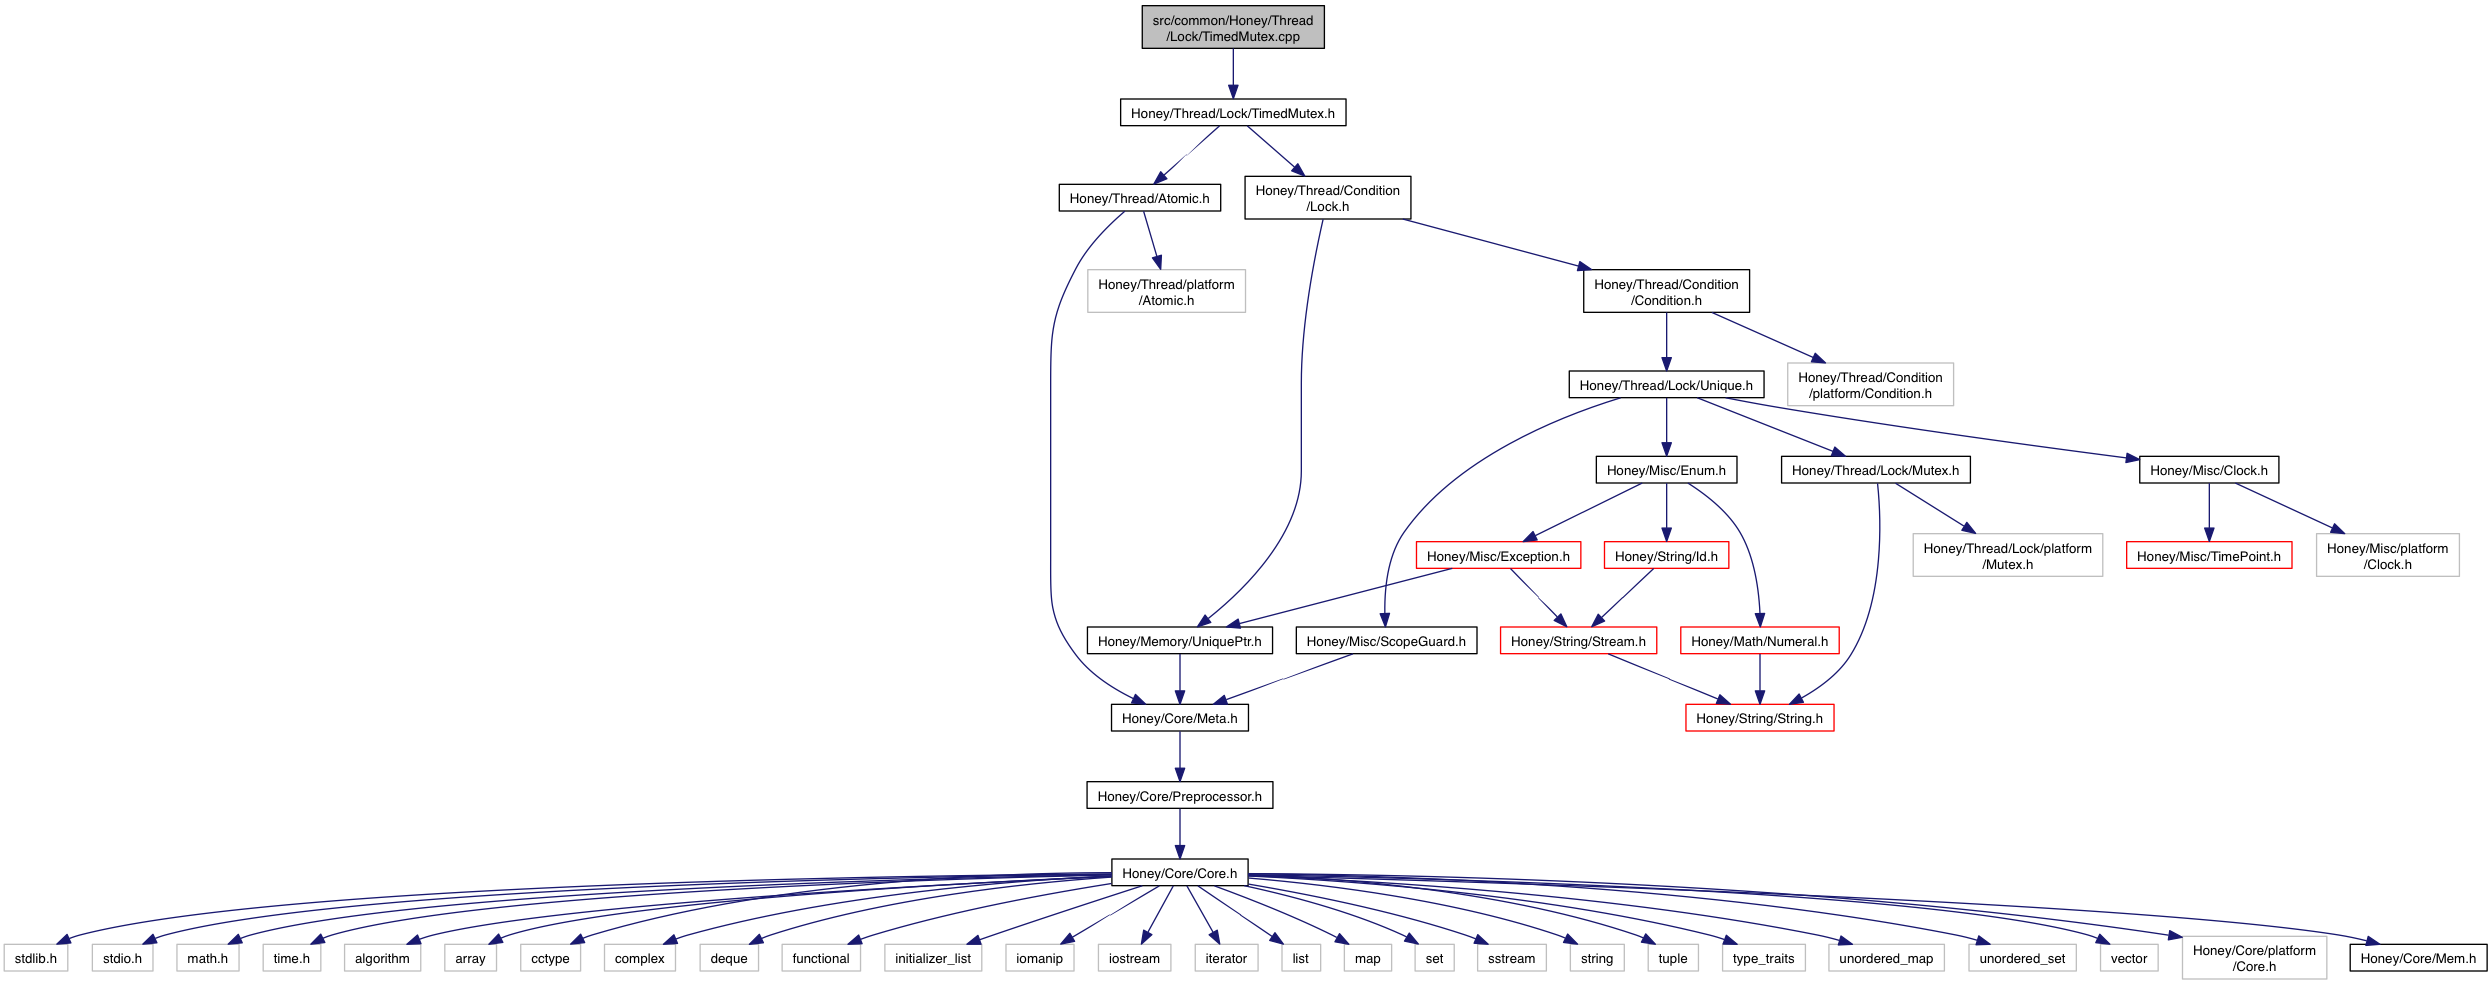 src/common/Honey/Thread
/Lock/TimedMutex.cpp
Honey/Thread/Lock/TimedMutex.h
Honey/Thread/Atomic.h
Honey/Thread/Condition
/Lock.h
Honey/Thread/platform
/Atomic.h
Honey/Thread/Condition
/Condition.h
Honey/Thread/Lock/Unique.h
Honey/Thread/Condition
/platform/Condition.h
Honey/Misc/Enum.h
Honey/Thread/Lock/Mutex.h
Honey/Misc/Clock.h
Honey/Misc/Exception.h
Honey/String/Id.h
Honey/Thread/Lock/platform
/Mutex.h
Honey/Misc/TimePoint.h
Honey/Misc/platform
/Clock.h
Honey/Memory/UniquePtr.h
Honey/Misc/ScopeGuard.h
Honey/String/Stream.h
Honey/Math/Numeral.h
Honey/Core/Meta.h
Honey/String/String.h
Honey/Core/Preprocessor.h
Honey/Core/Core.h
stdlib.h
stdio.h
math.h
time.h
algorithm
array
cctype
complex
deque
functional
initializer_list
iomanip
iostream
iterator
list
map
set
sstream
string
tuple
type_traits
unordered_map
unordered_set
vector
Honey/Core/platform
/Core.h
Honey/Core/Mem.h